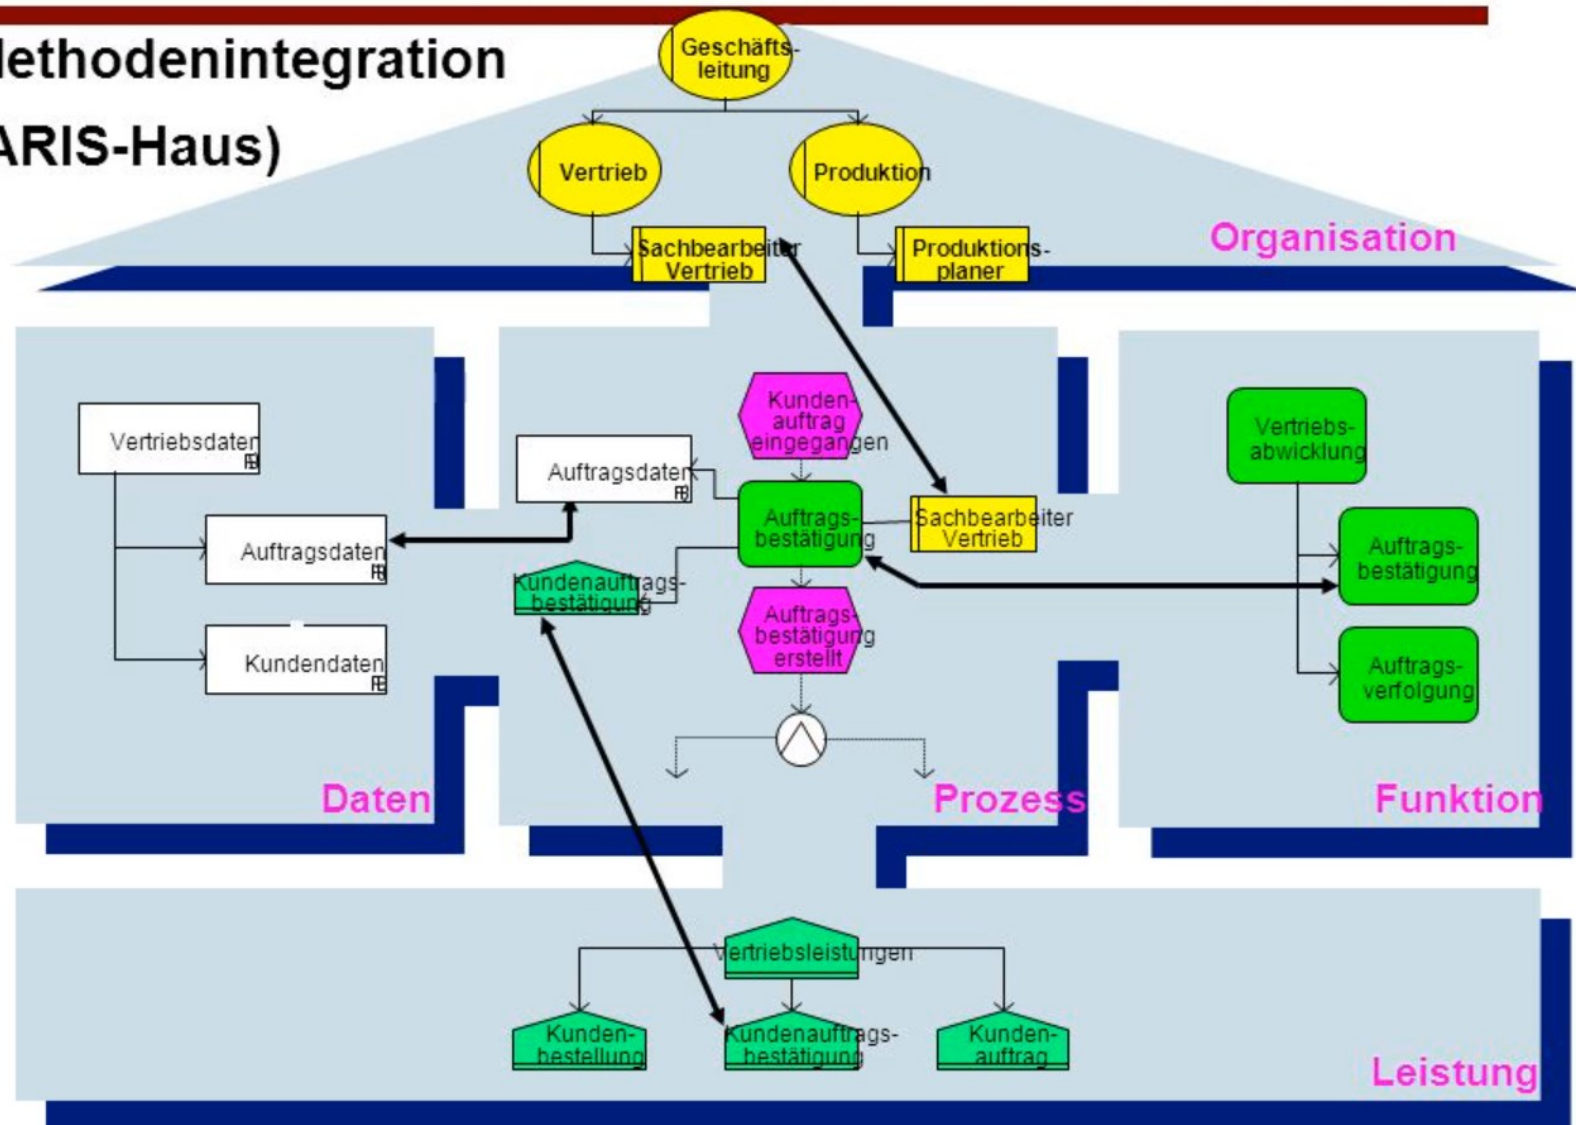 lethodenintegration
ARIS-Haus)
Geschäfts-
leitung
Vertrieb
Produktion
Sachbearbeiter
Vertrieb
Produktions-
planer
Organisation
Vertriebsdaten
Auftragsdaten
Kundendaten
Daten
Auftragsdaten
Kundenauftrags-
bestätigung
Kunden-
auftrag
eingegangen
Auftrags-
bestätigung
Sachbearbeiter
Vertrieb
Auftrags-
bestätigung
erstellt
Prozess
Vertriebs-
abwicklung
Auftrags-
bestätigung
Auftrags-
verfolgung
Funktion
Vertriebsleistungen
Kunden-
bestellung
Kundenauftrags-
bestätigung
Kunden-
auftrag
Leistung